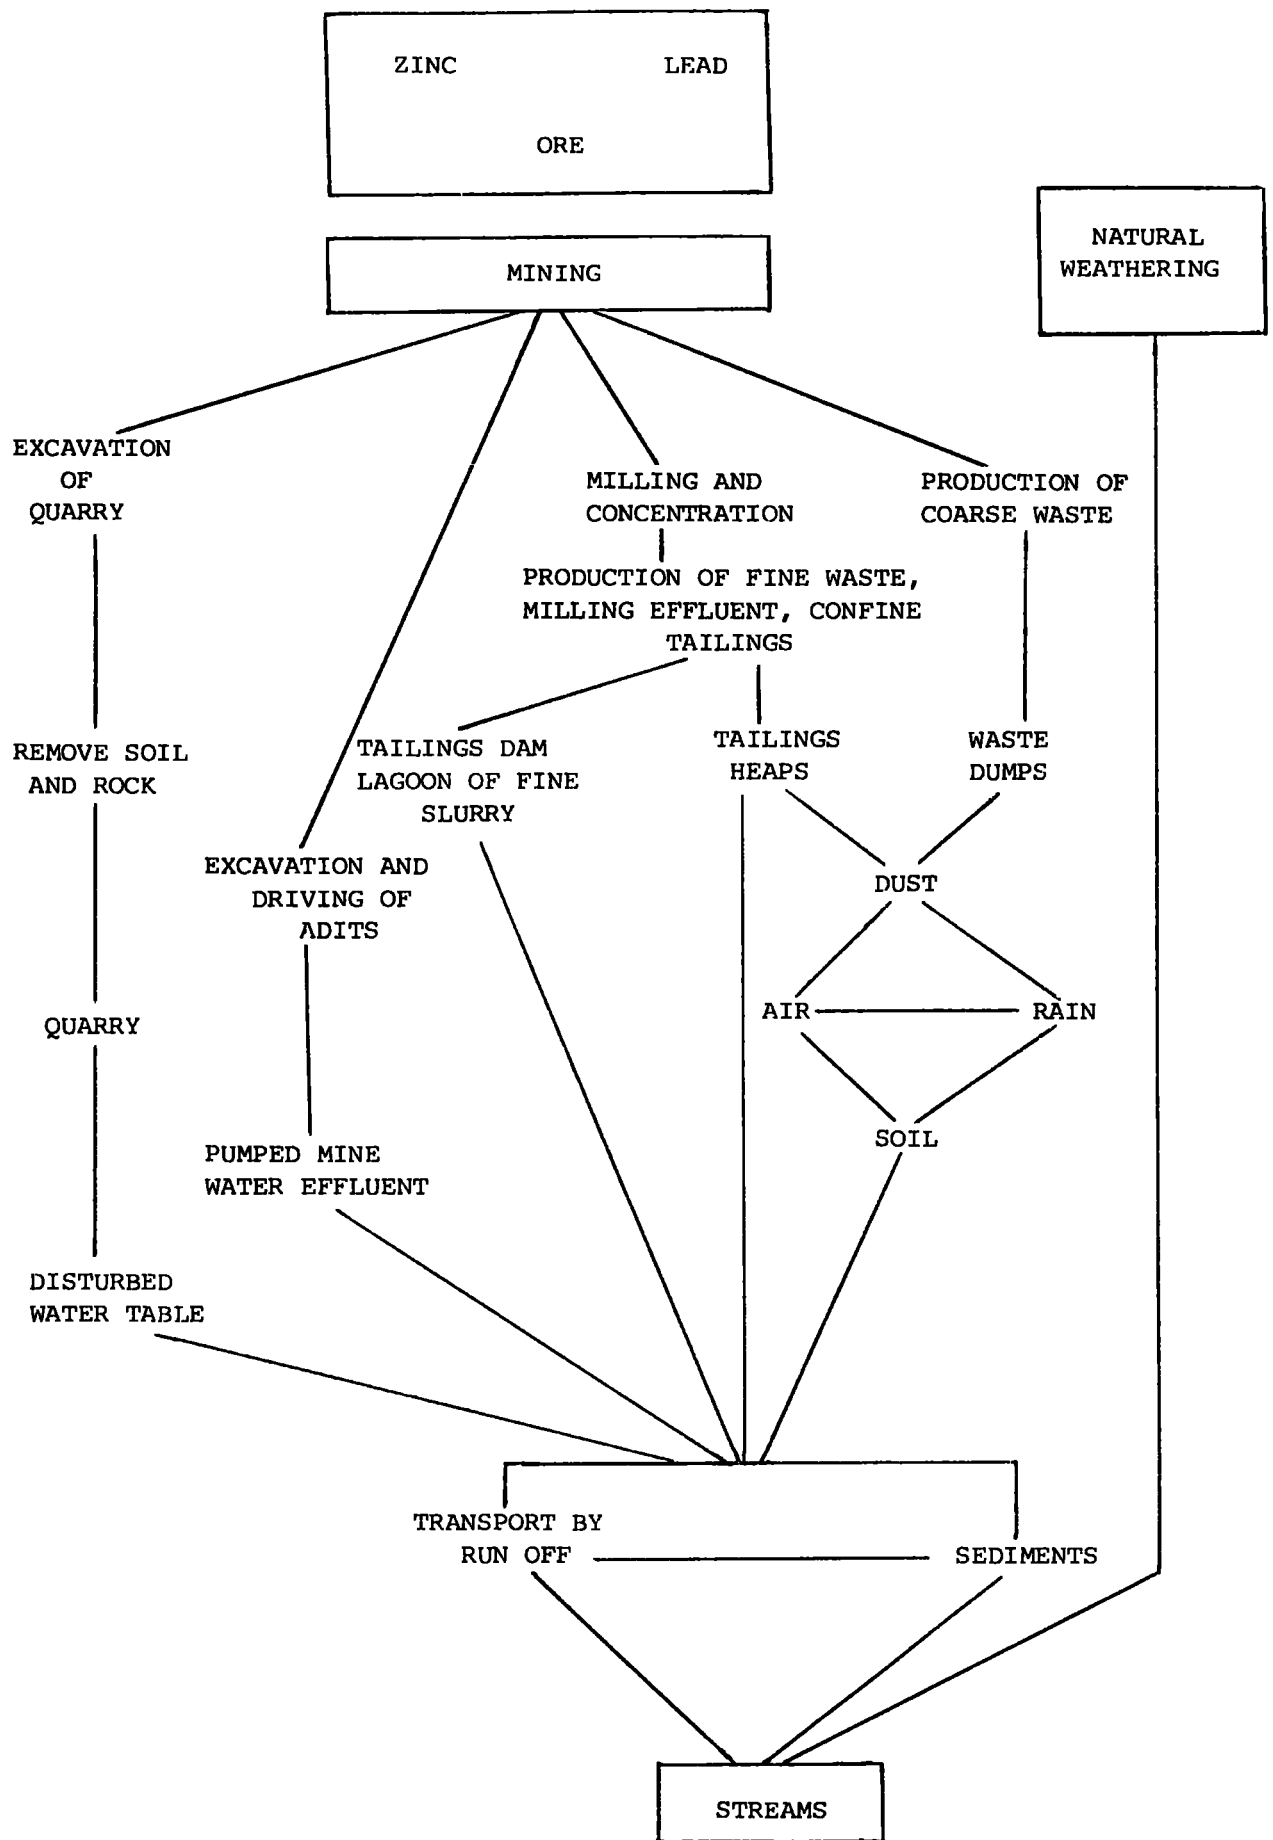 ZINC LEAD
ORE
MINING
NATURAL
WEATHERING
EXCAVATION
OF
QUARRY
MILLING AND
CONCENTRATION
PRODUCTION OF
COARSE WASTE
PRODUCTION OF FINE WASTE,
MILLING EFFLUENT, CONFINE
TAILINGS
REMOVE SOIL
AND ROCK
TAILINGS DAM
LAGOON OF FINE
SLURRY
TAILINGS
HEAPS
WASTE
DUMPS
EXCAVATION AND
DRIVING OF
ADITS
DUST
AIR
RAIN
QUARRY
SOIL
PUMPED MINE
WATER EFFLUENT
DISTURBED
WATER TABLE
TRANSPORT BY
RUN OFF
SEDIMENTS
STREAMS